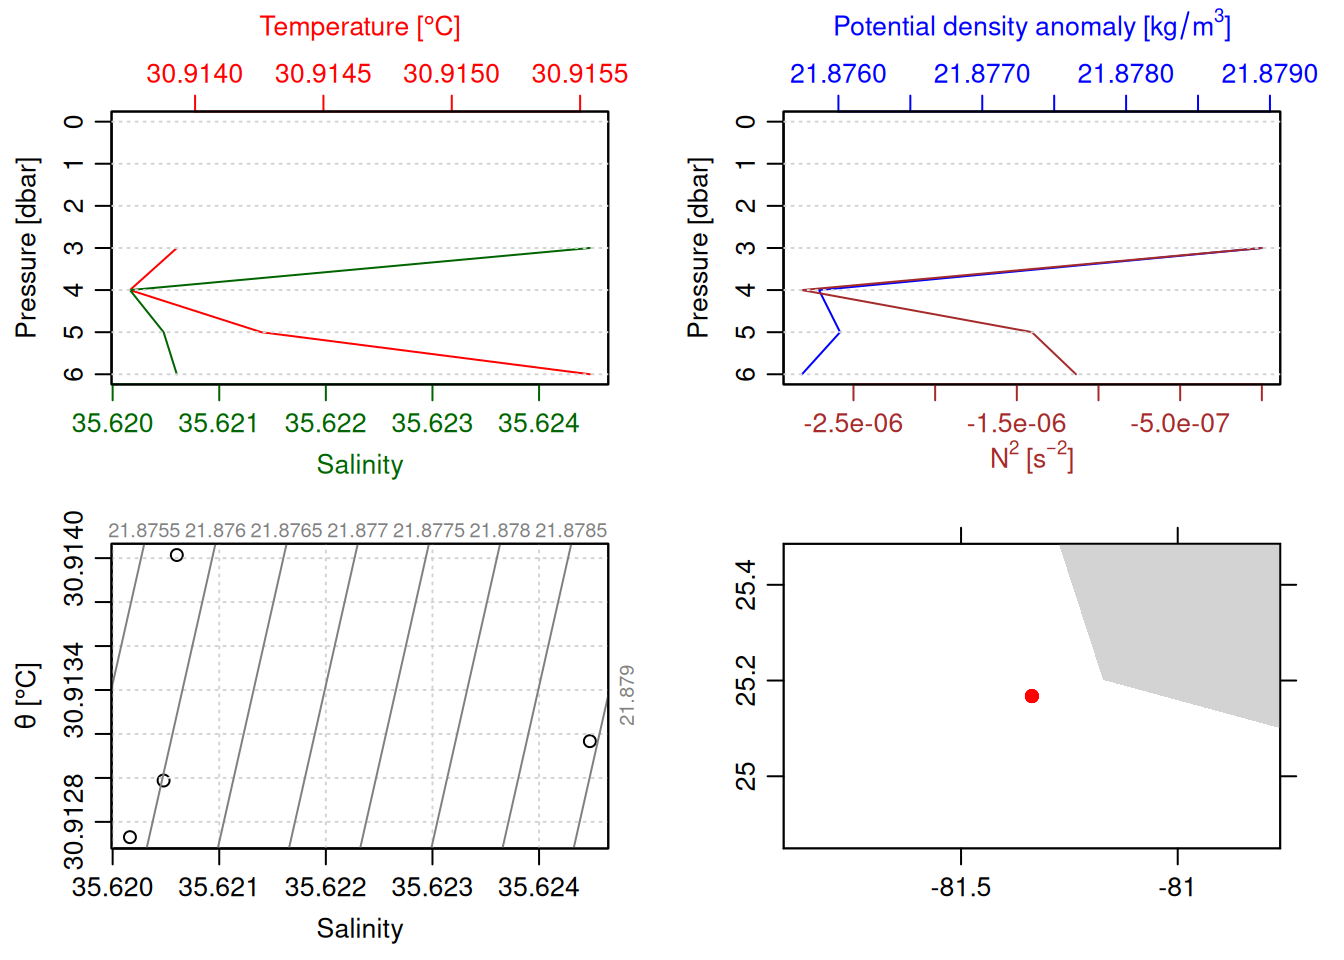 Temperature [°C]
30.9140 30.9145 30.9150 30.9155
Pressure [dbar]
0
1
2
3
4
5
6
35.620 35.621 35.622 35.623 35.624
Salinity
Potential density anomaly [kg/m³]
21.8760 21.8770 21.8780 21.8790
Pressure [dbar]
0
1
2
3
4
5
6
-2.5e-06 -1.5e-06 -5.0e-07
N² [s⁻²]
21.8755 21.876 21.8765 21.877 21.8775 21.878 21.8785
21.879
θ [°C]
30.9140
30.9134
30.9128
35.620 35.621 35.622 35.623 35.624
Salinity
25.4
25.2
25
-81.5 -81